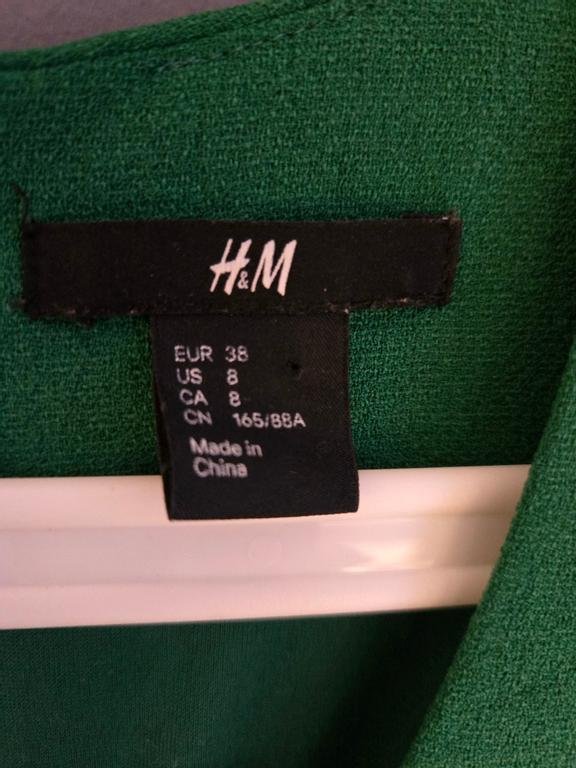 H&M
EUR 38
US 8
CA 8
CN 165/88A
Made in
China